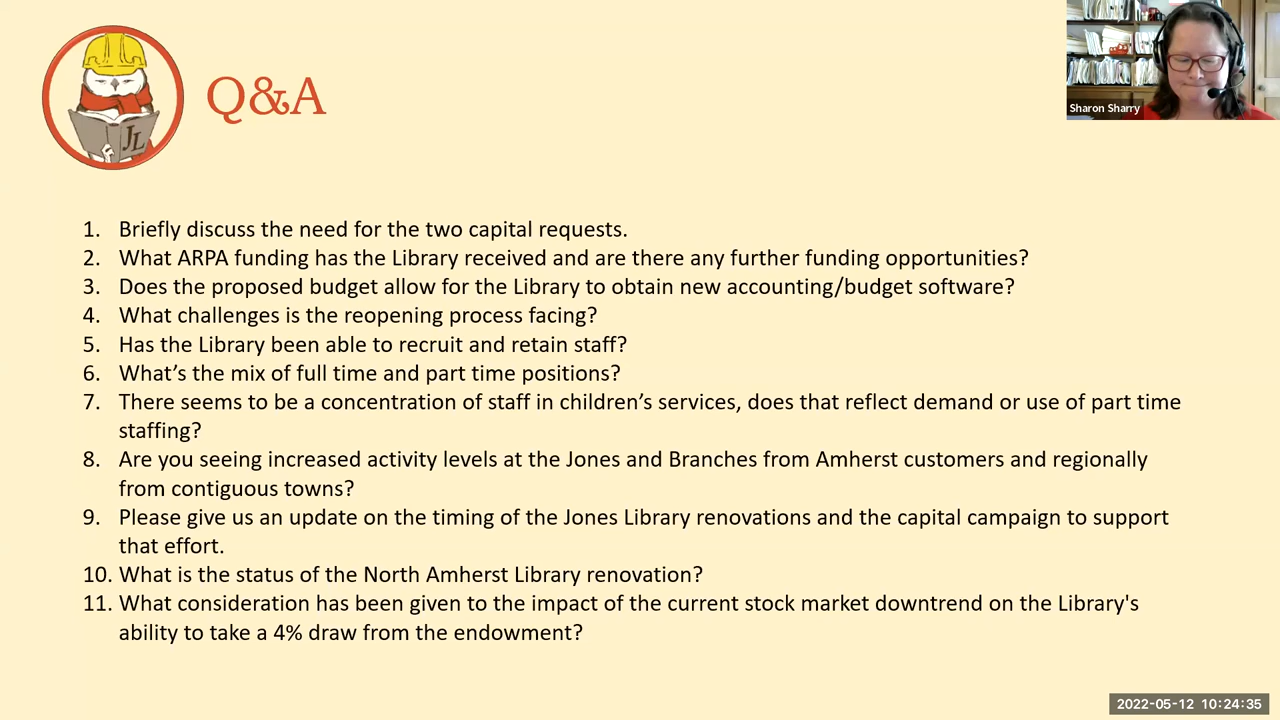 Q&A
JL
Sharon Sharry
1. Briefly discuss the need for the two capital requests.
2. What ARPA funding has the Library received and are there any further funding opportunities?
3. Does the proposed budget allow for the Library to obtain new accounting/budget software?
4. What challenges is the reopening process facing?
5. Has the Library been able to recruit and retain staff?
6. What’s the mix of full time and part time positions?
7. There seems to be a concentration of staff in children’s services, does that reflect demand or use of part time
staffing?
8. Are you seeing increased activity levels at the Jones and Branches from Amherst customers and regionally
from contiguous towns?
9. Please give us an update on the timing of the Jones Library renovations and the capital campaign to support
that effort.
10. What is the status of the North Amherst Library renovation?
11. What consideration has been given to the impact of the current stock market downtrend on the Library's
ability to take a 4% draw from the endowment?
2022-05-12 10:24:35